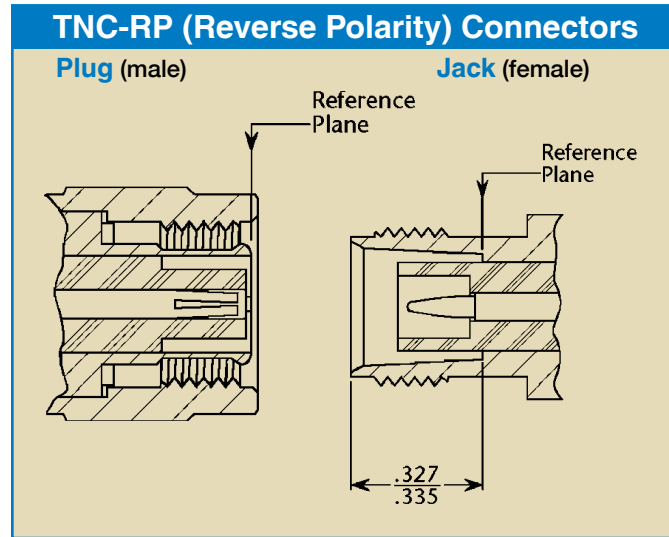 TNC-RP (Reverse Polarity) Connectors
Plug (male)
Jack (female)
Reference
Plane
Reference
Plane
.327
.335